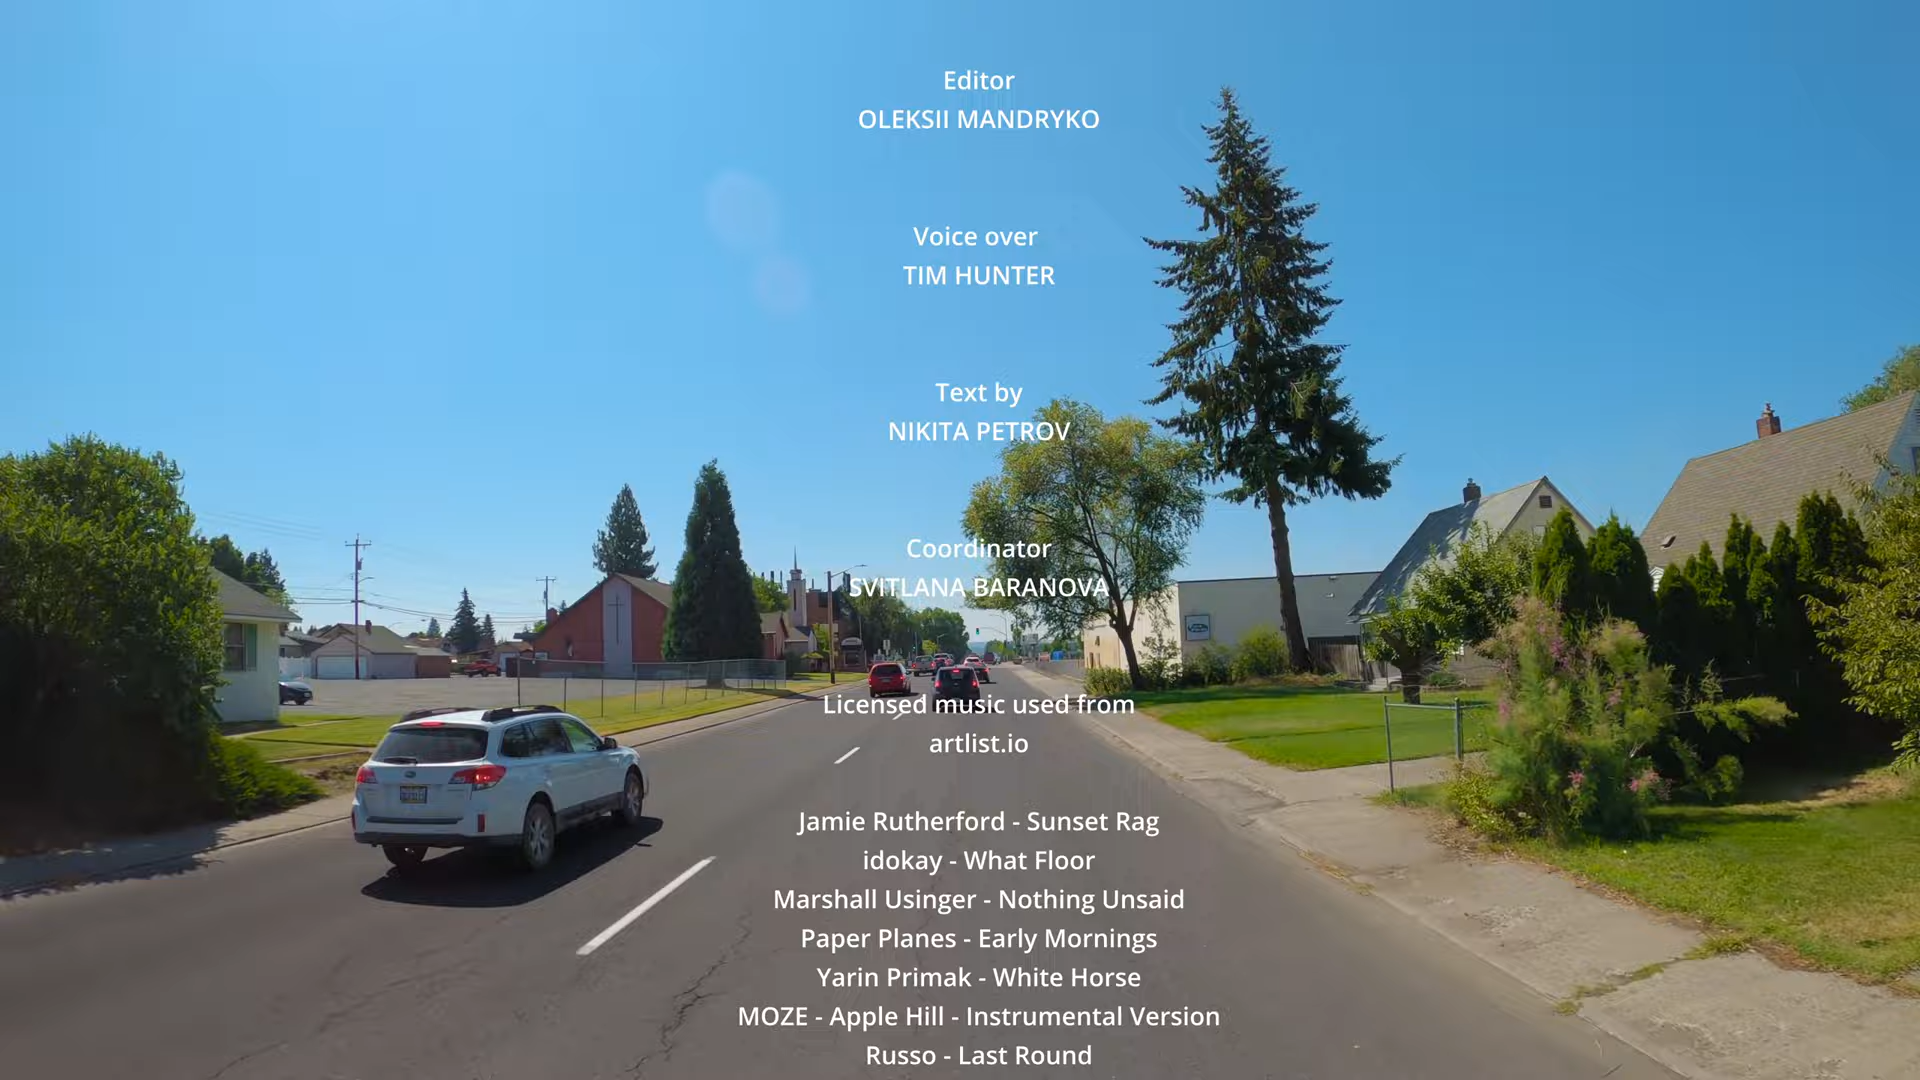 Editor
OLEKSII MANDRYKO
Voice over
TIM HUNTER
Text by
NIKITA PETROV
Coordinator
SVITLANA BARANOVA
Licensed music used from
artlist.io
Jamie Rutherford - Sunset Rag
idokay - What Floor
Marshall Usinger - Nothing Unsaid
Paper Planes - Early Mornings
Yarin Primak - White Horse
MOZE - Apple Hill - Instrumental Version
Russo - Last Round